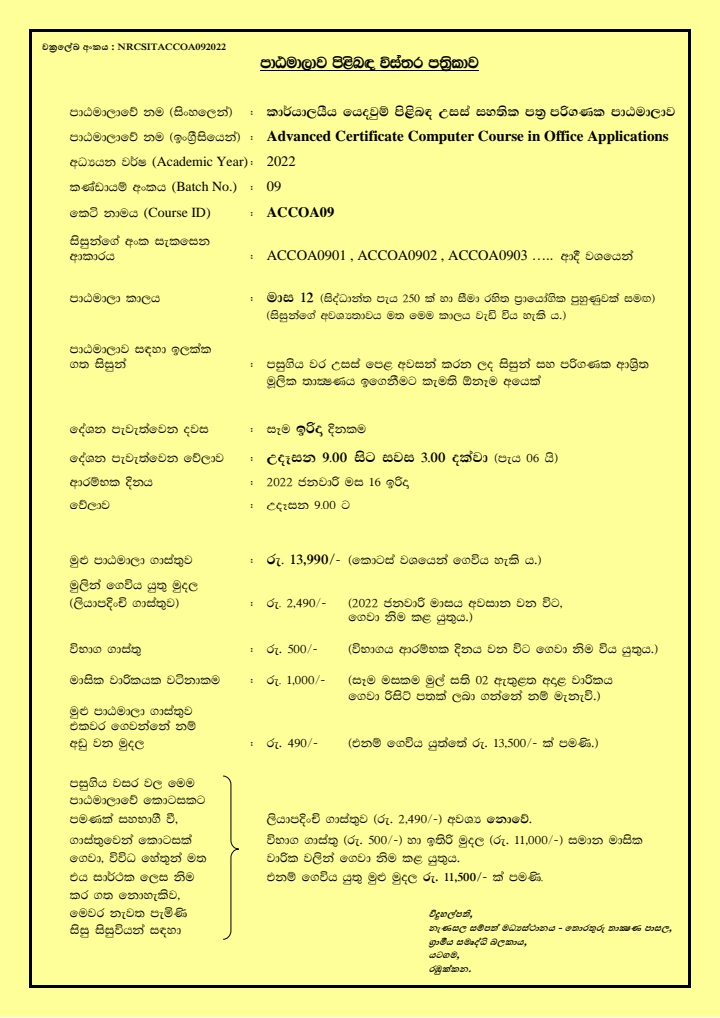 චක්‍රලේඛ අංකය : NRCSITACCOA092022
පාඨමාලාව පිළිබඳ විස්තර පත්‍රිකාව
පාඨමාලාවේ නම (සිංහලෙන්) : කාර්යාලයීය යෙදවුම් පිළිබඳ උසස් සහතික පත්‍ර පරිගණක පාඨමාලාව
පාඨමාලාවේ නම (ඉංග්‍රීසියෙන්) : Advanced Certificate Computer Course in Office Applications
අධ්‍යයන වර්ෂ (Academic Year) : 2022
කණ්ඩායම් අංකය (Batch No.) : 09
කෙටි නාමය (Course ID) : ACCOA09
සිසුන්ගේ අංක සැකසෙන
ආකාරය : ACCOA0901 , ACCOA0902 , ACCOA0903 ….. ආදී වශයෙන්
පාඨමාලා කාලය : මාස 12 (සිද්ධාන්ත පැය 250 ක් හා සීමා රහිත ප්‍රායෝගික පුහුණුවක් සමඟ)
(සිසුන්ගේ අවශ්‍යතාවය මත මෙම කාලය වැඩි විය හැකි ය.)
පාඨමාලාව සඳහා ඉලක්ක
ගත සිසුන් : පසුගිය වර උසස් පෙළ අවසන් කරන ලද සිසුන් සහ පරිගණක ආශ්‍රිත
මූලික තාක්‍ෂණය ඉගෙනීමට කැමති ඕනෑම අයෙක්
දේශන පැවැත්වෙන දවස : සෑම ඉරිදා දිනකම
දේශන පැවැත්වෙන වේලාව : උදෑසන 9.00 සිට සවස 3.00 දක්වා (පැය 06 යි)
ආරම්භක දිනය : 2022 ජනවාරි මස 16 ඉරිදා
වේලාව : උදෑසන 9.00 ට
මුළු පාඨමාලා ගාස්තුව : රු. 13,990/- (කොටස් වශයෙන් ගෙවිය හැකි ය.)
මුලින් ගෙවිය යුතු මුදල
(ලියාපදිංචි ගාස්තුව) : රු. 2,490/- (2022 ජනවාරි මාසය අවසාන වන විට,
ගෙවා නිම කළ යුතුය.)
විභාග ගාස්තු : රු. 500/- (විභාගය ආරම්භක දිනය වන විට ගෙවා නිම විය යුතුය.)
මාසික වාරිකයක වටිනාකම : රු. 1,000/- (සෑම මසකම මුල් සති 02 ඇතුළත අදාළ වාරිකය
ගෙවා රිසිට් පතක් ලබා ගන්නේ නම් මැනැවි.)
මුළු පාඨමාලා ගාස්තුව
එකවර ගෙවන්නේ නම්
අඩු වන මුදල : රු. 490/- (එනම් ගෙවිය යුත්තේ රු. 13,500/- ක් පමණි.)
පසුගිය වසර වල මෙම
පාඨමාලාවේ කොටසකට
පමණක් සහභාගී වී, ලියාපදිංචි ගාස්තුව (රු. 2,490/-) අවශ්‍ය නොවේ.
ගාස්තුවෙන් කොටසක් විභාග ගාස්තු (රු. 500/-) හා ඉතිරි මුදල (රු. 11,000/-) සමාන මාසික
ගෙවා, විවිධ හේතූන් මත වාරික වලින් ගෙවා නිම කළ යුතුය.
එය සාර්ථක ලෙස නිම එනම් ගෙවිය යුතු මුළු මුදල රු. 11,500/- ක් පමණි.
කර ගත නොහැකිව,
මෙවර නැවත පැමිණි
සිසු සිසුවියන් සඳහා
විදුහල්පති,
නැණසල සම්පත් මධ්‍යස්ථානය - තොරතුරු තාක්‍ෂණ පාසල,
ග්‍රාමීය සමෘද්ධි බලකාය,
යටගම,
රඹුක්කන.